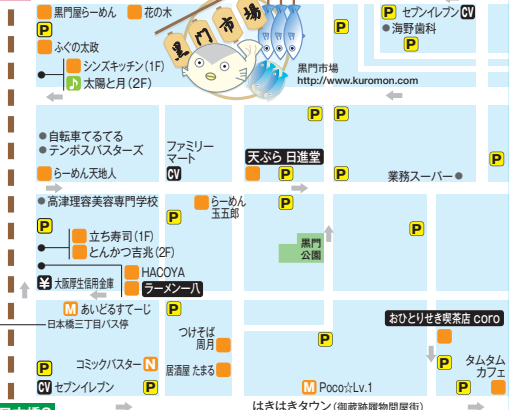 黒門屋らーめん
花の木
P
ふぐの太政
シンズキッチン(1F)
太陽と月(2F)
黒門市場
P
P
セブンイレブン CV
海野歯科
P
黒門市場
http://www.kuromon.com
自転車てるてる
テンポスバスターズ
らーめん天地人
ファミリー
マート
CV
P
P
天ぷら 日進堂
P
P
業務スーパー
P
高津理容美容専門学校
P
らーめん
玉五郎
P
P
P
立ち寿司(1F)
とんかつ吉兆(2F)
黒門
公園
HACOYA
¥ 大阪厚生信用金庫
ラーメン一八
M あいどるすてーじ
日本橋三丁目バス停
P
つけそば
周月
P
おひとりせき喫茶店 coro
P
コミックバスター N
居酒屋 たまる
P
タムタム
カフェ
CV セブンイレブン
P
M Poco☆Lv.1
P
はきはきタウン(御蔵跡履物問屋街)